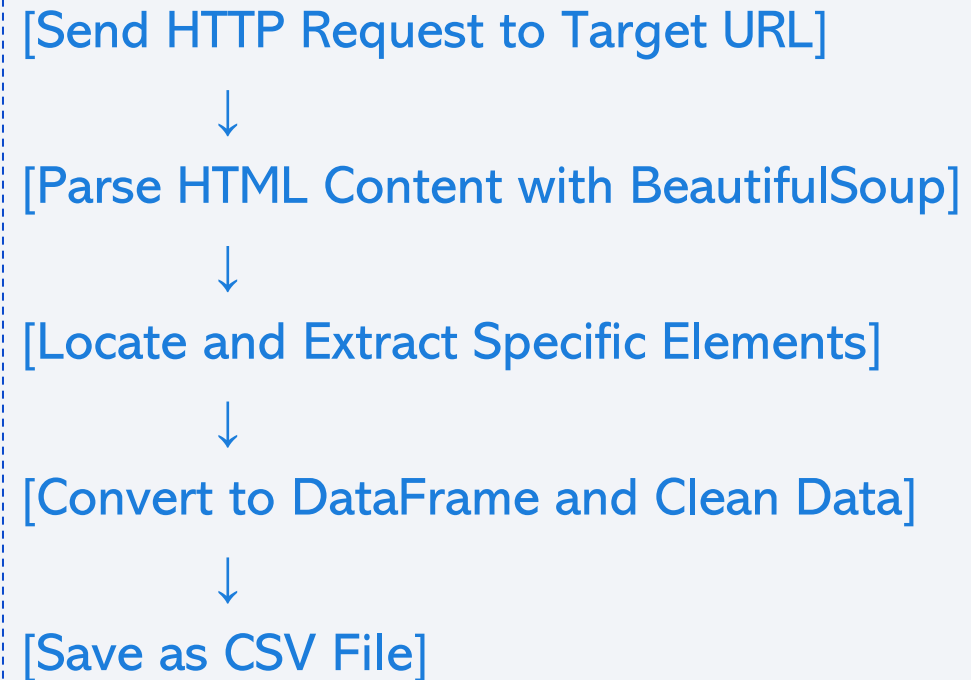 [Send HTTP Request to Target URL]
↓
[Parse HTML Content with BeautifulSoup]
↓
[Locate and Extract Specific Elements]
↓
[Convert to DataFrame and Clean Data]
↓
[Save as CSV File]